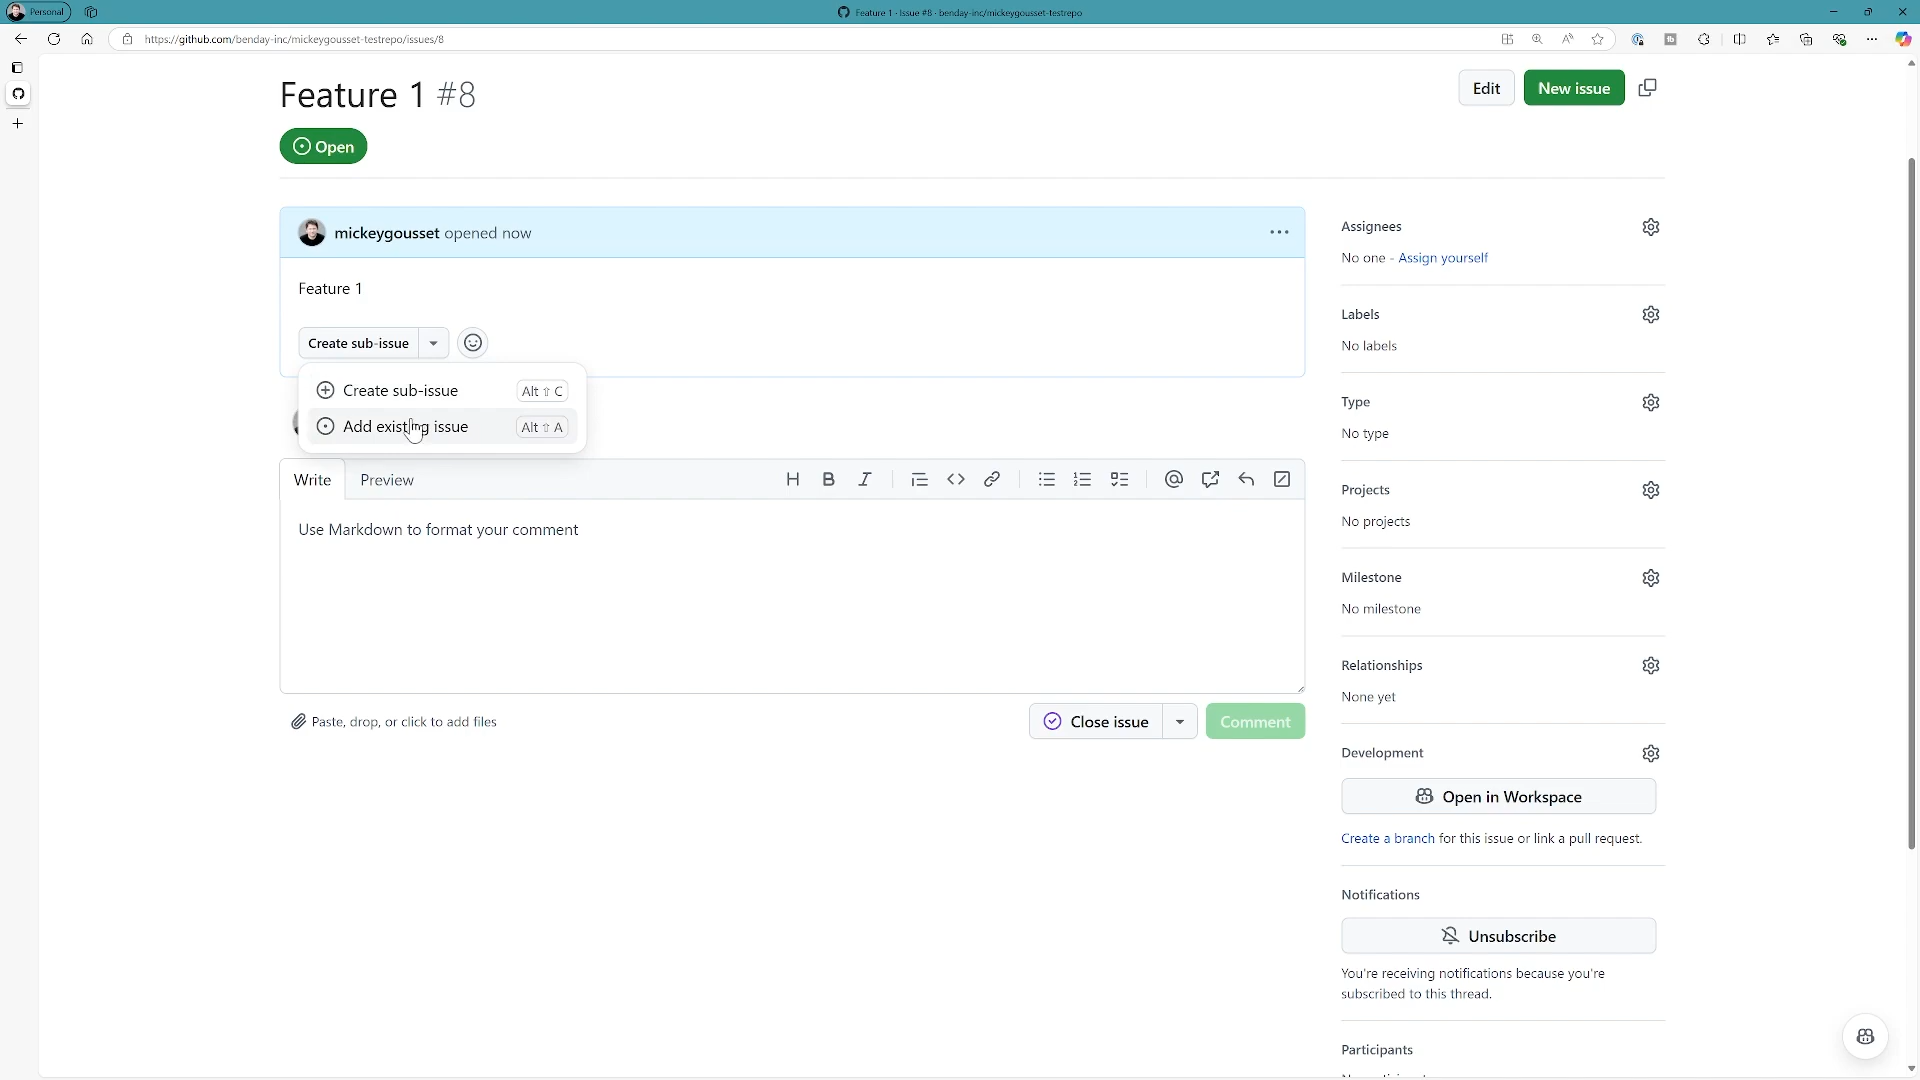 Personal
Feature 1 · Issue #8 · benday-inc/mickeygousset-testrepo
https://github.com/benday-inc/mickeygousset-testrepo/issues/8
Feature 1 #8
Edit
New issue
Open
mickeygousset opened now
Feature 1
Create sub-issue
Create sub-issue Alt ⇧ C
Add existing issue Alt ⇧ A
Write
Preview
Use Markdown to format your comment
Paste, drop, or click to add files
Close issue
Comment
Assignees
No one - Assign yourself
Labels
No labels
Type
No type
Projects
No projects
Milestone
No milestone
Relationships
None yet
Development
Open in Workspace
Create a branch for this issue or link a pull request.
Notifications
Unsubscribe
You're receiving notifications because you're
subscribed to this thread.
Participants